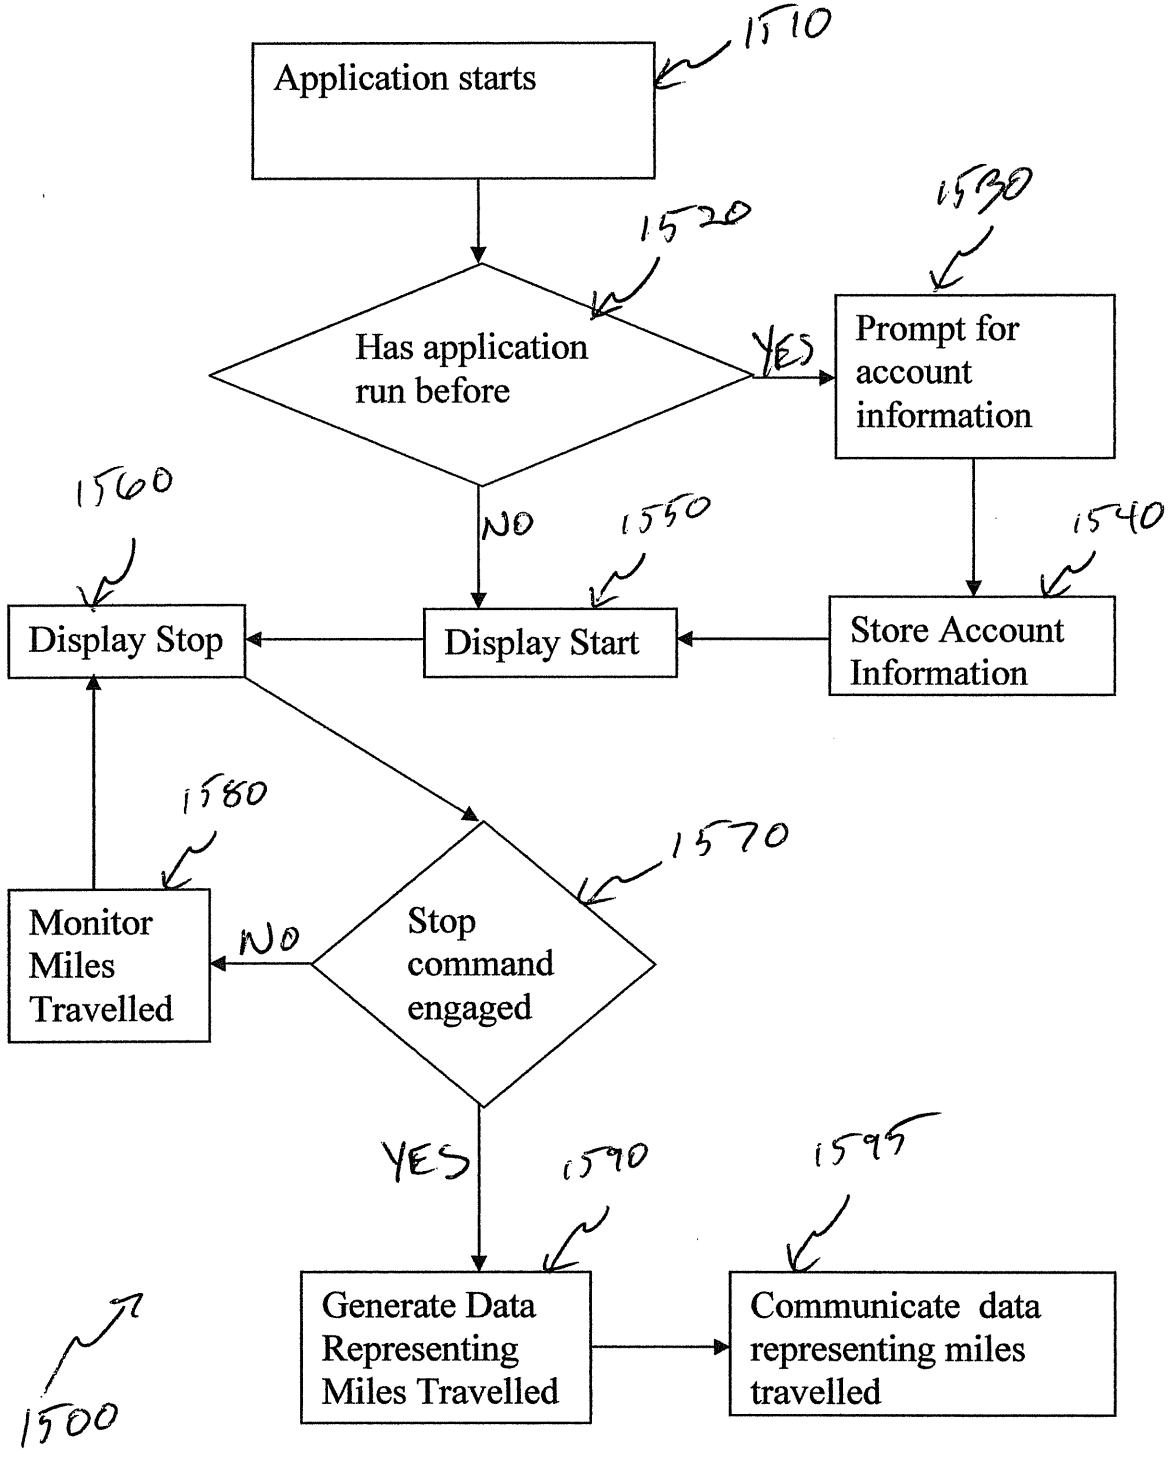 1510
Application starts
1520
1530
Has application
run before
YES
Prompt for
account
information
1560
NO
1550
1540
Display Stop
Display Start
Store Account
Information
1580
1570
Monitor
Miles
Travelled
NO
Stop
command
engaged
YES
1590
1595
Generate Data
Representing
Miles Travelled
Communicate data
representing miles
travelled
1500